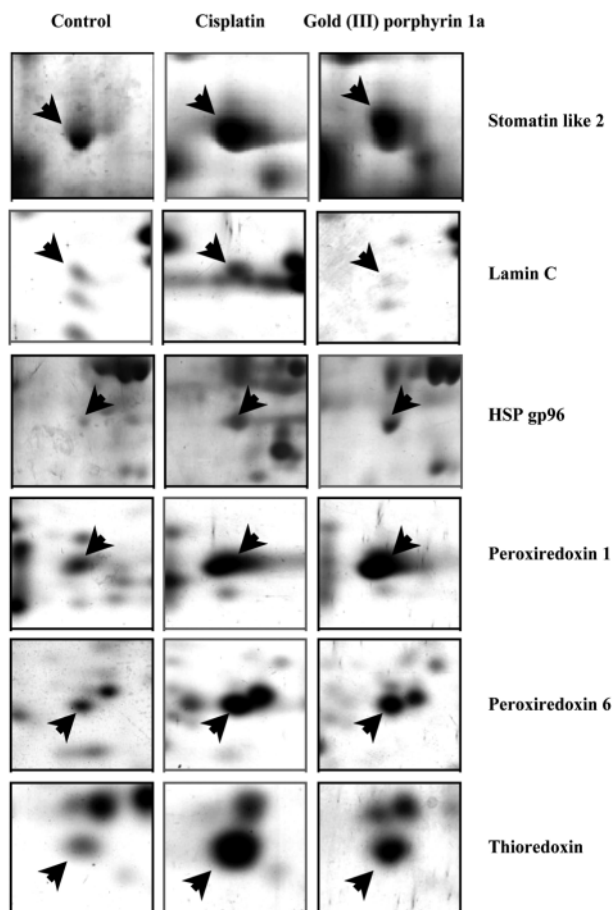 Control Cisplatin Gold (III) porphyrin 1a
Stomatin like 2
Lamin C
HSP gp96
Peroxiredoxin 1
Peroxiredoxin 6
Thioredoxin